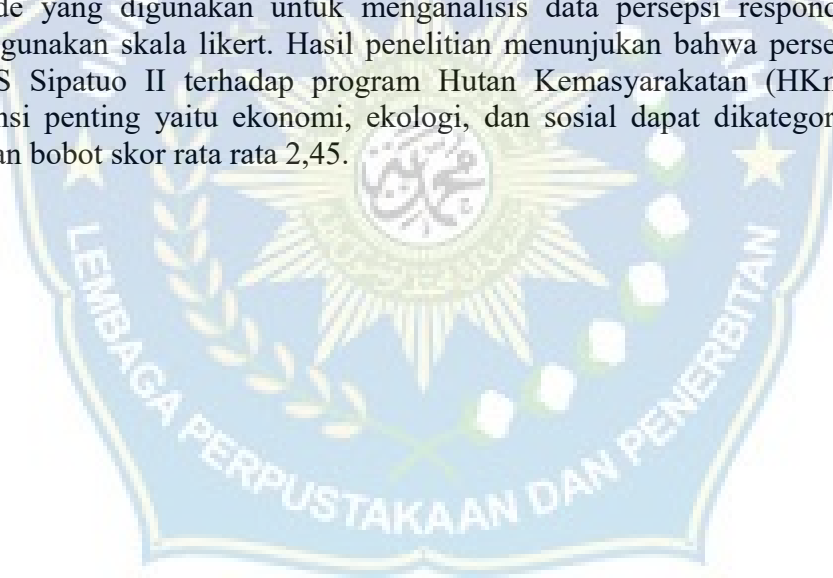 de yang digunakan untuk menganalisis data persepsi respond
gunakan skala likert. Hasil penelitian menunjukan bahwa perse
S Sipatuo II terhadap program Hutan Kemasyarakatan (HKm
nsi penting yaitu ekonomi, ekologi, dan sosial dapat dikategor
an bobot skor rata rata 2,45.
LEMBAGA PERPUSTAKAAN DAN PENERBITAN